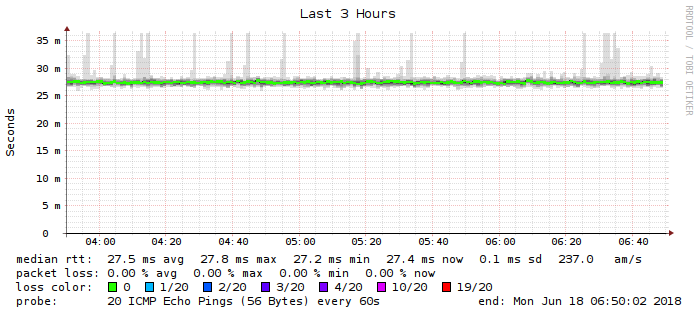 Last 3 Hours
RRDTOOL / TOBI OETIKER
Seconds
35 m
30 m
25 m
20 m
15 m
10 m
5 m
0
04:00 04:20 04:40 05:00 05:20 05:40 06:00 06:20 06:40
median rtt: 27.5 ms avg 27.8 ms max 27.2 ms min 27.4 ms now 0.1 ms sd 237.0 am/s
packet loss: 0.00 % avg 0.00 % max 0.00 % min 0.00 % now
loss color: 0 1/20 2/20 3/20 4/20 10/20 19/20
probe: 20 ICMP Echo Pings (56 Bytes) every 60s end: Mon Jun 18 06:50:02 2018